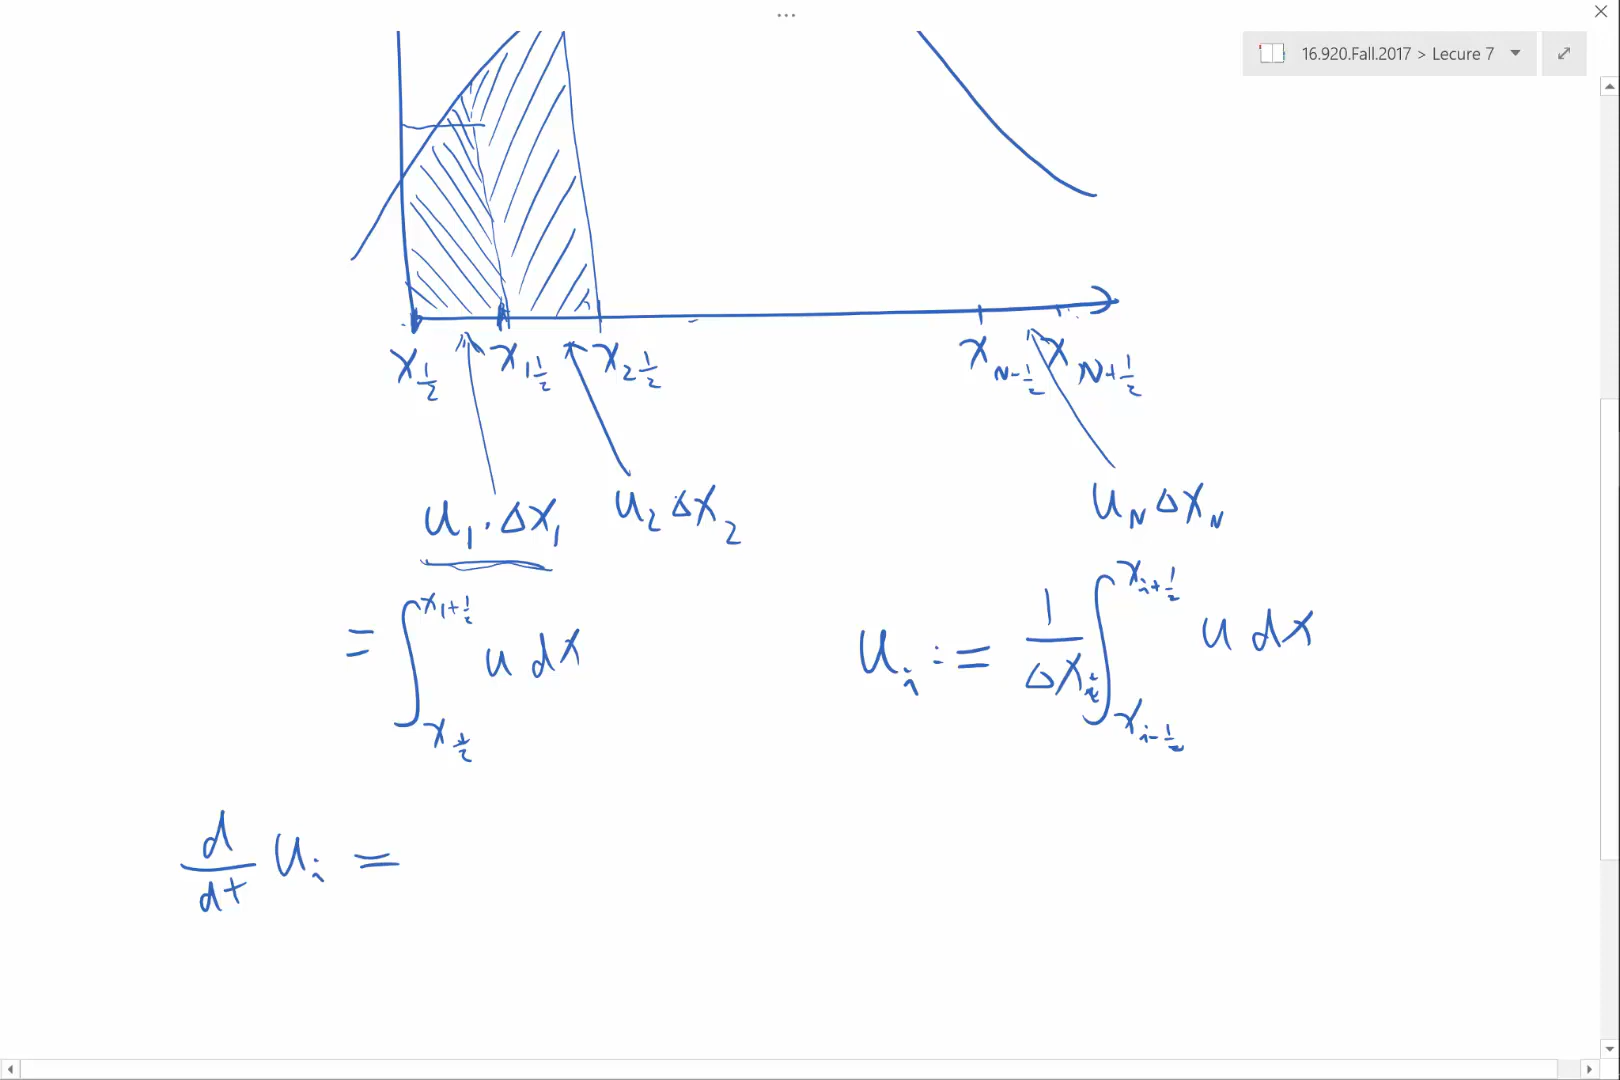 16.920.Fall.2017 > Lecure 7
x_{1/2} x_{1 1/2} x_{2 1/2} x_{N-1/2} x_{N+1/2}
u_1 · Δx_1 u_2 Δx_2 u_N Δx_N
= ∫_{x_{1/2}}^{x_{1+1/2}} u dx
u_i := 1/Δx_i ∫_{x_{i-1/2}}^{x_{i+1/2}} u dx
d/dt u_i =